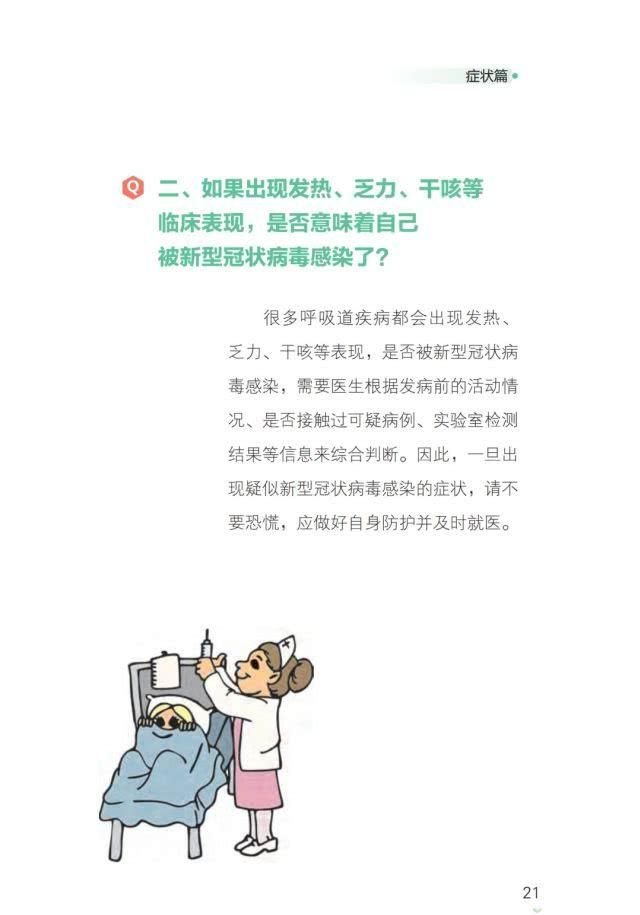 症状篇
Q 二、如果出现发热、乏力、干咳等
临床表现，是否意味着自己
被新型冠状病毒感染了?
很多呼吸道疾病都会出现发热、
乏力、干咳等表现，是否被新型冠状病
毒感染，需要医生根据发病前的活动情
况、是否接触过可疑病例、实验室检测
结果等信息来综合判断。因此，一旦出
现疑似新型冠状病毒感染的症状，请不
要恐慌，应做好自身防护并及时就医。
21